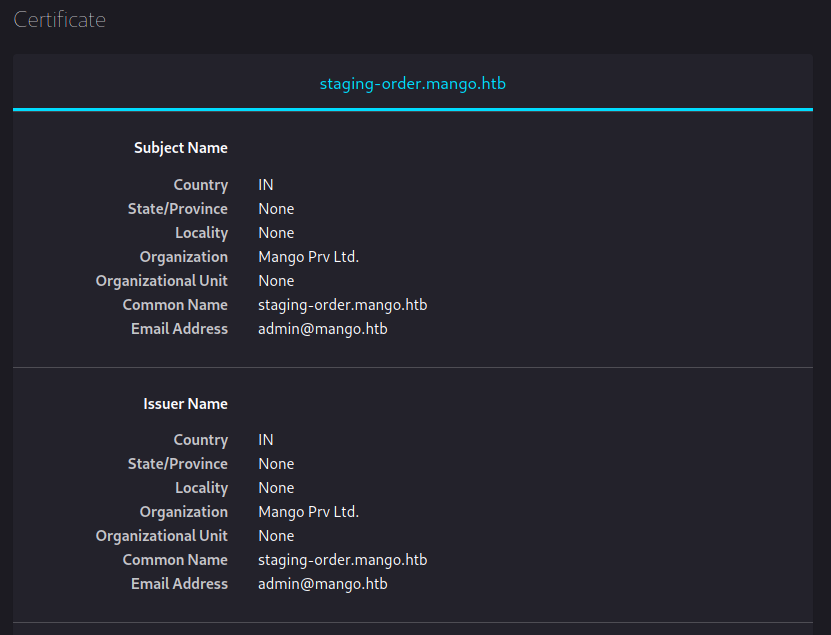 Certificate
staging-order.mango.htb
Subject Name
Country IN
State/Province None
Locality None
Organization Mango Prv Ltd.
Organizational Unit None
Common Name staging-order.mango.htb
Email Address admin@mango.htb
Issuer Name
Country IN
State/Province None
Locality None
Organization Mango Prv Ltd.
Organizational Unit None
Common Name staging-order.mango.htb
Email Address admin@mango.htb